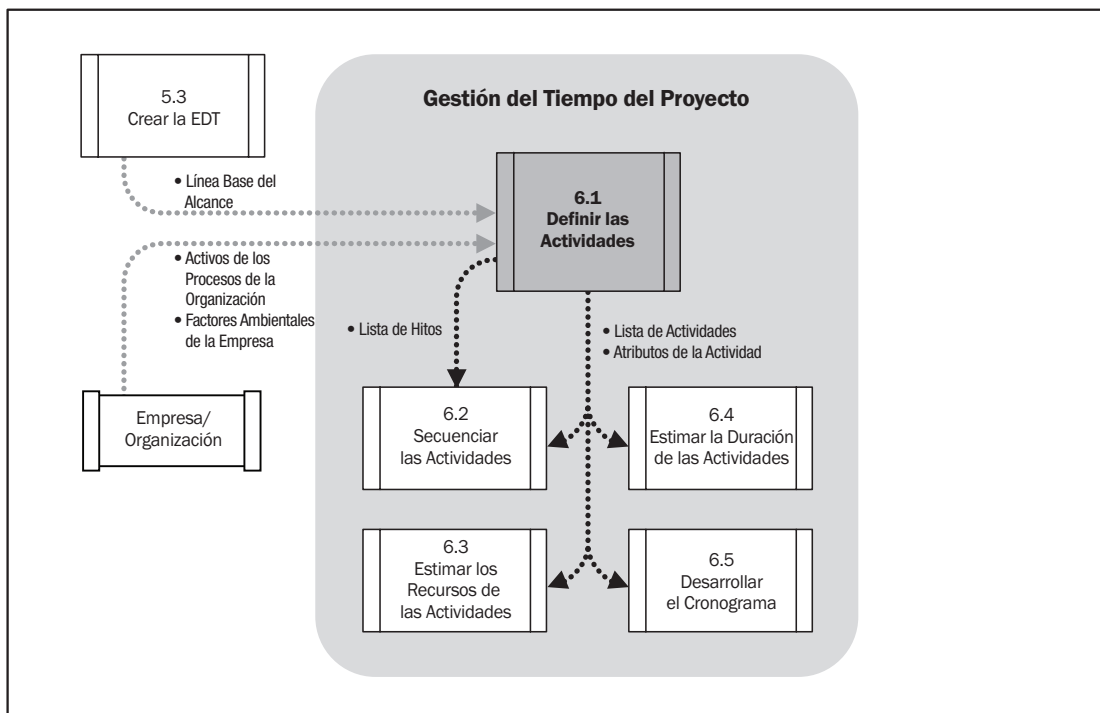 5.3
Crear la EDT
• Línea Base del
Alcance
• Activos de los
Procesos de la
Organización
• Factores Ambientales
de la Empresa
Empresa/
Organización
Gestión del Tiempo del Proyecto
6.1
Definir las
Actividades
• Lista de Hitos
• Lista de Actividades
• Atributos de la Actividad
6.2
Secuenciar
las Actividades
6.4
Estimar la Duración
de las Actividades
6.3
Estimar los
Recursos de
las Actividades
6.5
Desarrollar
el Cronograma